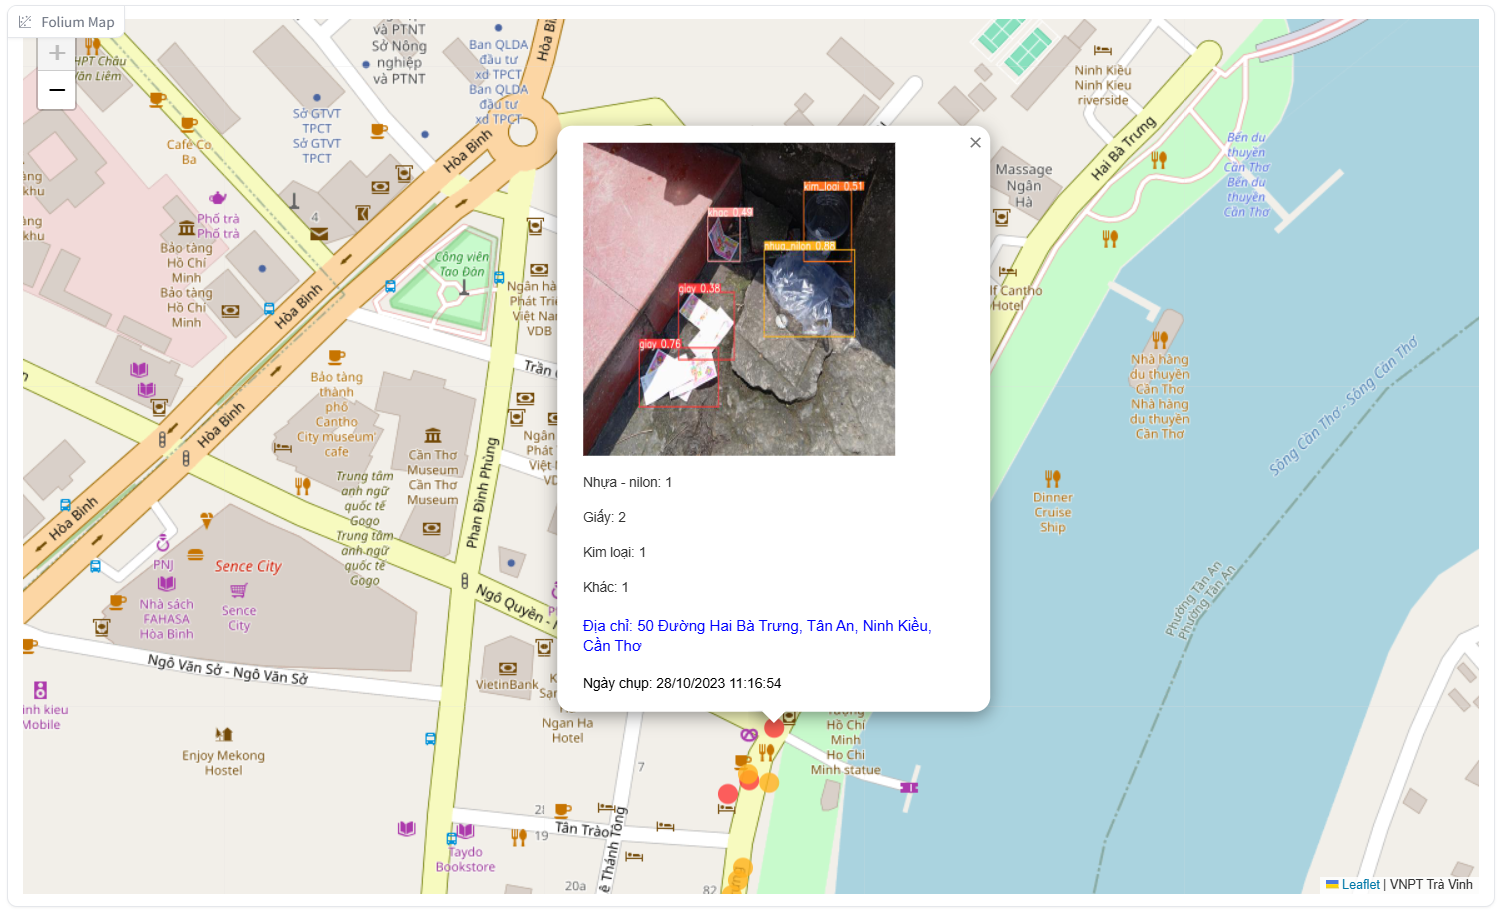 Folium Map
+
−
THPT Châu
Văn Liêm
và PTNT
Sở Nông
nghiệp
và PTNT
Ban QLDA
đầu tư
xd TPCT
Ban QLDA
đầu tư
xd TPCT
Hòa Bì
Sở GTVT
TPCT
Sở GTVT
TPCT
Cafe Co
Ba
Hòa Bình
Phố trà
Phố trà
4
Bảo tàng
Hồ Chí
Minh
Bảo tàng
Hồ Chí
Minh
Công viên
Tao Đàn
Hòa Bình
Ngân hà
Phát Triể
Việt Nam
VDB
Trần
Bảo tàng
thành
phố
Cantho
City museum'
cafe
Hòa Bình
Cần Thơ
Museum
Cần Thơ
Museum
Ngân
Phát
Việt N
VD
Phan Đình Phùng
Trung tâm
anh ngữ
quốc tế
Gogo
Trung tâm
anh ngữ
quốc tế
Gogo
Hòa Bình
PNJ
Sence City
Nhà sách
FAHASA
Hòa Bình
Sence
City
Ngô Quyền -
Ngô Văn Sở - Ngô Văn Sở
VietinBank
inh kieu
Mobile
Enjoy Mekong
Hostel
Ngan Ha
Hotel
7
28
19
Tân Trào
Taydo
Bookstore
20a
ê Thánh Tông
82
×
kim_loai 0.51
khac 0.49
nhua_nilon 0.88
giay 0.38
giay 0.76
Nhựa - nilon: 1
Giấy: 2
Kim loại: 1
Khác: 1
Địa chỉ: 50 Đường Hai Bà Trưng, Tân An, Ninh Kiều,
Cần Thơ
Ngày chụp: 28/10/2023 11:16:54
Hồ Chí
Minh
Ho Chi
Minh statue
Ninh Kiều
Ninh Kieu
riverside
Hai Bà Trưng
Massage
Ngân
Hà
Bến du
thuyền
Cần Thơ
Bến du
thuyền
Cần Thơ
lf Cantho
Hotel
Nhà hàng
du thuyền
Cần Thơ
Nhà hàng
du thuyền
Cần Thơ
Sông Cần Thơ - Sông Cần Thơ
Dinner
Cruise
Ship
Phường Tân An
Phường Tân An
Leaflet | VNPT Trà Vinh